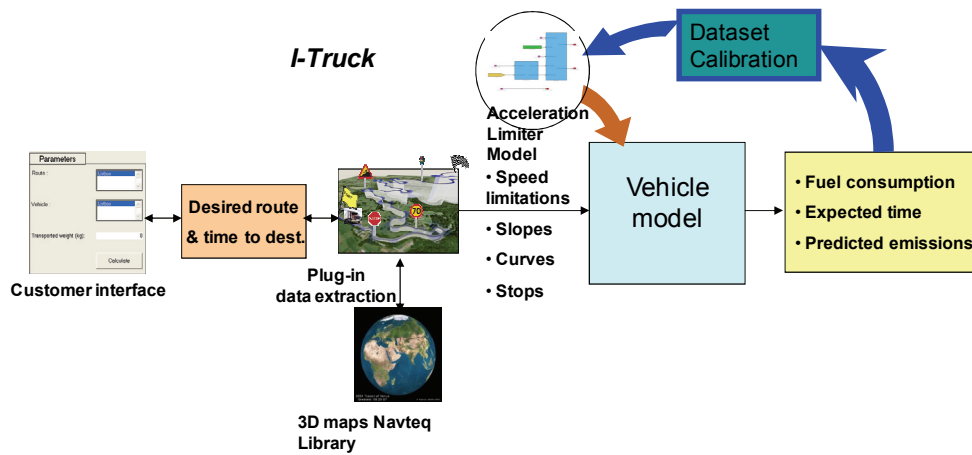 I-Truck
Dataset
Calibration
Acceleration
Limiter
Model
• Speed
limitations
• Slopes
• Curves
• Stops
Parameters
Route :
Vehicle :
Transported weight (kg):
0
Calculate
Customer interface
Desired route
& time to dest.
STOP
70
Plug-in
data extraction
3D maps Navteq
Library
Vehicle
model
• Fuel consumption
• Expected time
• Predicted emissions